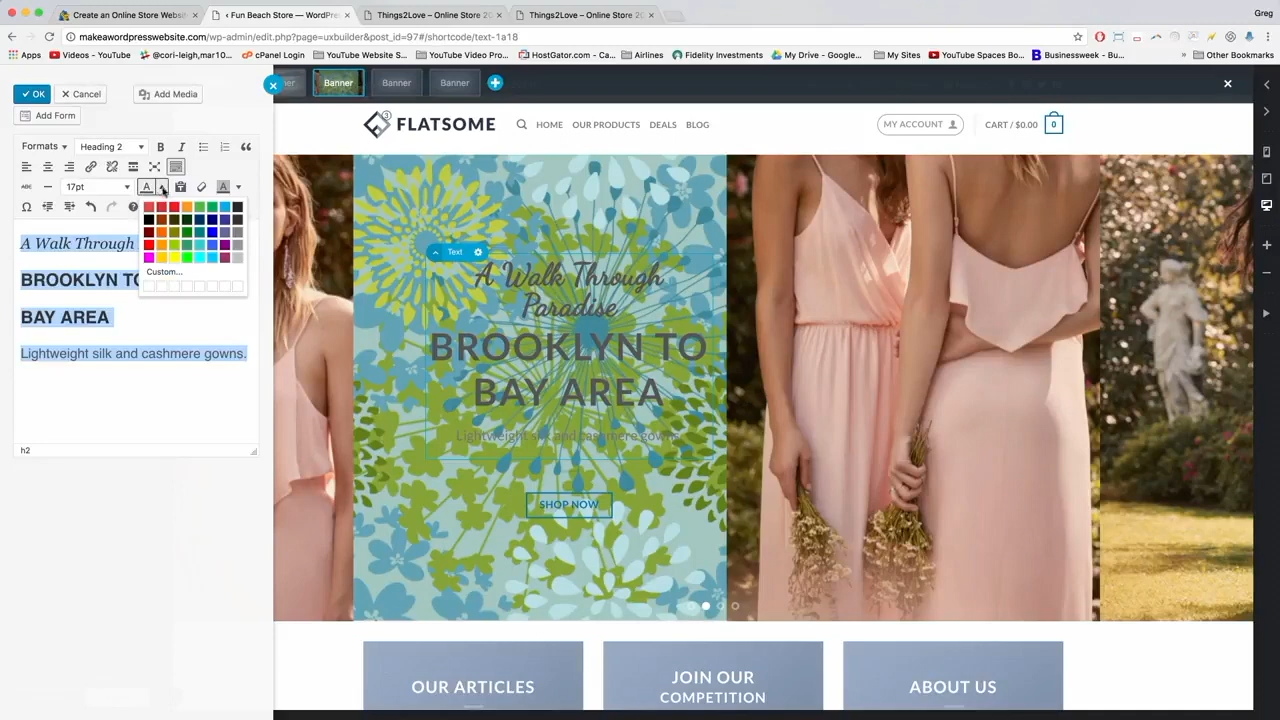 Greg
Create an Online Store Websit
‹ Fun Beach Store — WordPre
Things2Love – Online Store 2
Things2Love – Online Store 2
makeawordpresswebsite.com/wp-admin/edit.php?page=uxbuilder&post_id=97#/shortcode/text-1a18
Apps
Videos - YouTube
@cori-leigh,mar10...
cPanel Login
YouTube Website S...
YouTube Video Pro...
HostGator.com - Ca...
Airlines
Fidelity Investments
My Drive - Google...
My Sites
YouTube Spaces Bo...
Businessweek - Bu...
Other Bookmarks
Banner
Banner
Banner
OK
Cancel
Add Media
Add Form
Formats
Heading 2
B
I
ABC
17pt
A
A
Custom...
A Walk Through
BROOKLYN TO
BAY AREA
Lightweight silk and cashmere gowns.
h2
3
FLATSOME
HOME
OUR PRODUCTS
DEALS
BLOG
MY ACCOUNT
CART / $0.00
0
Text
A Walk Through
Paradise
BROOKLYN TO
BAY AREA
Lightweight silk and cashmere gowns.
SHOP NOW
OUR ARTICLES
JOIN OUR
COMPETITION
ABOUT US